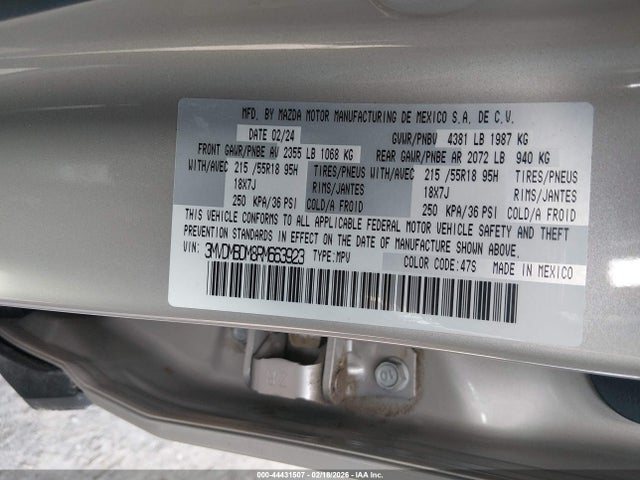 MFD. BY MAZDA MOTOR MANUFACTURING DE MEXICO S.A. DE C.V.
DATE 02/24 GVWR/PNBV 4381 LB 1987 KG
FRONT GAWR/PNBE AV 2355 LB 1068 KG REAR GAWR/PNBE AR 2072 LB 940 KG
WITH/AVEC 215 /55R18 95H TIRES/PNEUS WITH/AVEC 215 /55R18 95H TIRES/PNEUS
18X7J RIMS/JANTES 18X7J RIMS/JANTES
250 KPA/36 PSI COLD/A FROID 250 KPA/36 PSI COLD/A FROID
THIS VEHICLE CONFORMS TO ALL APPLICABLE FEDERAL MOTOR VEHICLE SAFETY AND THEFT
PREVENTION STANDARDS IN EFFECT ON THE DATE OF MANUFACTURE SHOWN ABOVE.
VIN: 3MVDMBDM8RM663923 TYPE:MPV COLOR CODE:47S MADE IN MEXICO
000-44431507 - 02/18/2026 - IAA Inc.